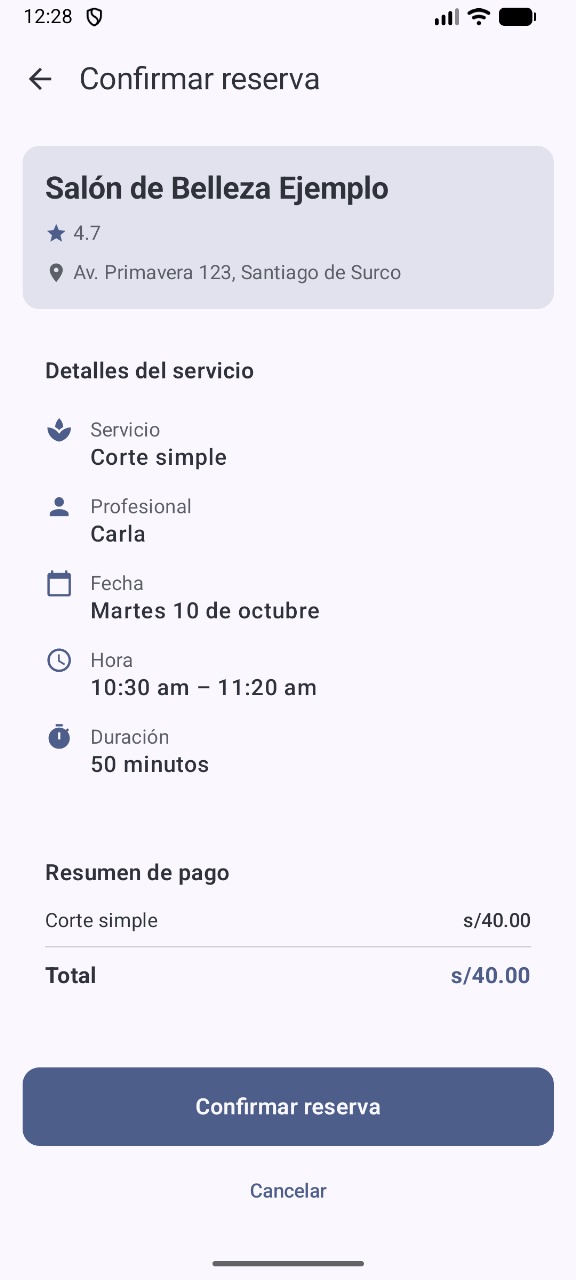 12:28
Confirmar reserva
Salón de Belleza Ejemplo
4.7
Av. Primavera 123, Santiago de Surco
Detalles del servicio
Servicio
Corte simple
Profesional
Carla
Fecha
Martes 10 de octubre
Hora
10:30 am – 11:20 am
Duración
50 minutos
Resumen de pago
Corte simple s/40.00
Total s/40.00
Confirmar reserva
Cancelar